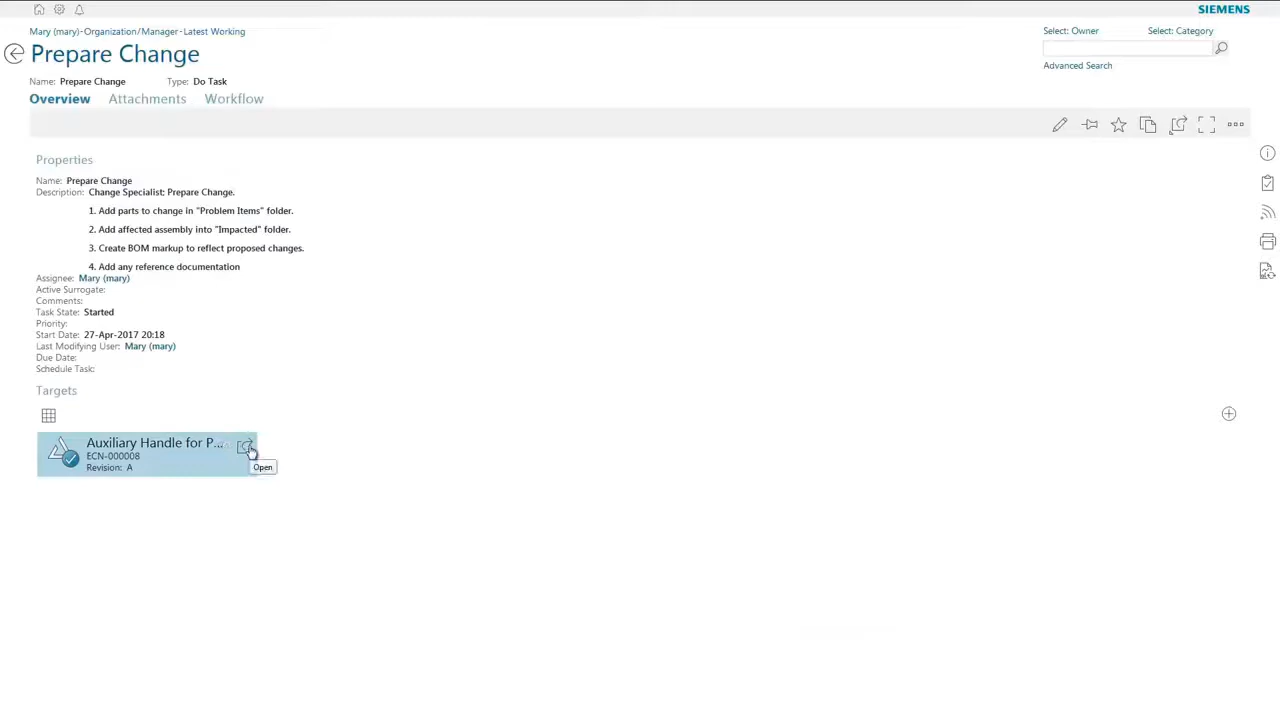 SIEMENS
Mary (mary)-Organization/Manager-Latest Working
Prepare Change
Select: Owner
Select: Category
Advanced Search
Name: Prepare Change
Type: Do Task
Overview
Attachments
Workflow
Properties
Name: Prepare Change
Description: Change Specialist: Prepare Change.
1. Add parts to change in "Problem Items" folder.
2. Add affected assembly into "Impacted" folder.
3. Create BOM markup to reflect proposed changes.
4. Add any reference documentation
Assignee: Mary (mary)
Active Surrogate:
Comments:
Task State: Started
Priority:
Start Date: 27-Apr-2017 20:18
Last Modifying User: Mary (mary)
Due Date:
Schedule Task:
Targets
Auxiliary Handle for P...
ECN-000008
Revision: A
Open